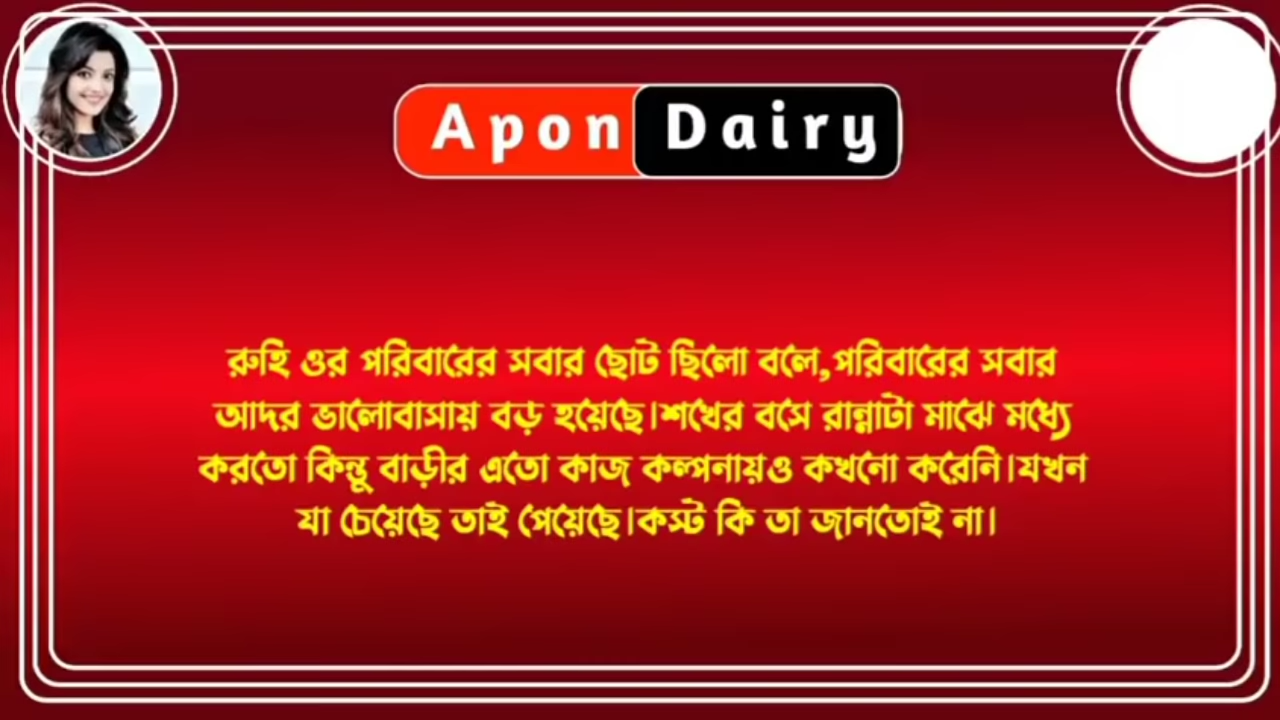 Apon Dairy
রুহি ওর পরিবারের সবার ছোট ছিলো বলে,পরিবারের সবার
আদর ভালোবাসায় বড় হয়েছে।শখের বসে রান্নাটা মাঝে মধ্যে
করতো কিন্তু বাড়ীর এতো কাজ কল্পনায়ও কখনো করেনি।যখন
যা চেয়েছে তাই পেয়েছে।কস্ট কি তা জানতোই না।